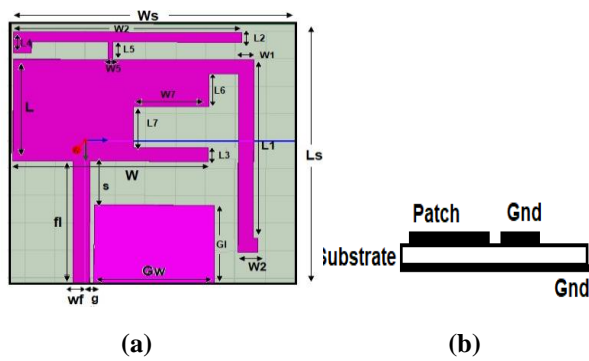 Ws
W2
L2
L4
L5
W1
W5
L6
L
W7
L7
L1
Ls
L3
W
s
fl
Gl
W2
Gw
wf
g
Patch
Gnd
Substrate
Gnd
(a)
(b)